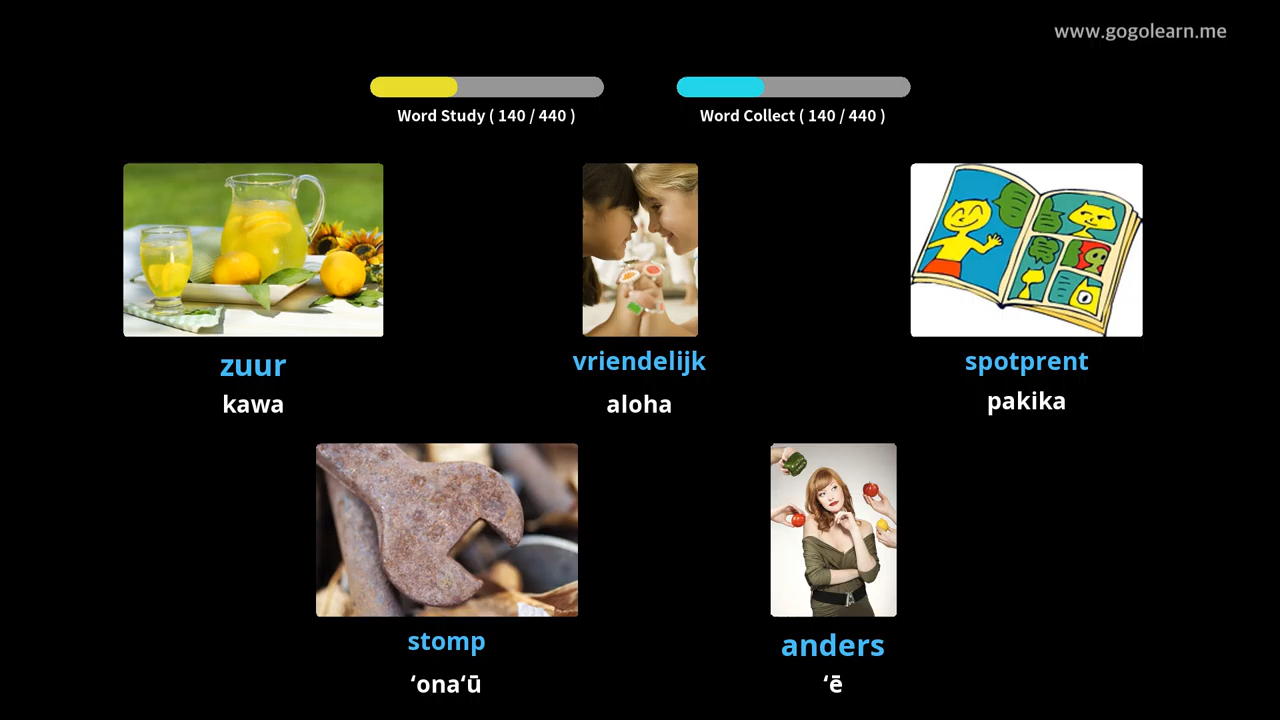 www.gogolearn.me
Word Study ( 140 / 440 )
Word Collect ( 140 / 440 )
zuur
kawa
vriendelijk
aloha
spotprent
pakika
stomp
ʻonaʻū
anders
ʻē